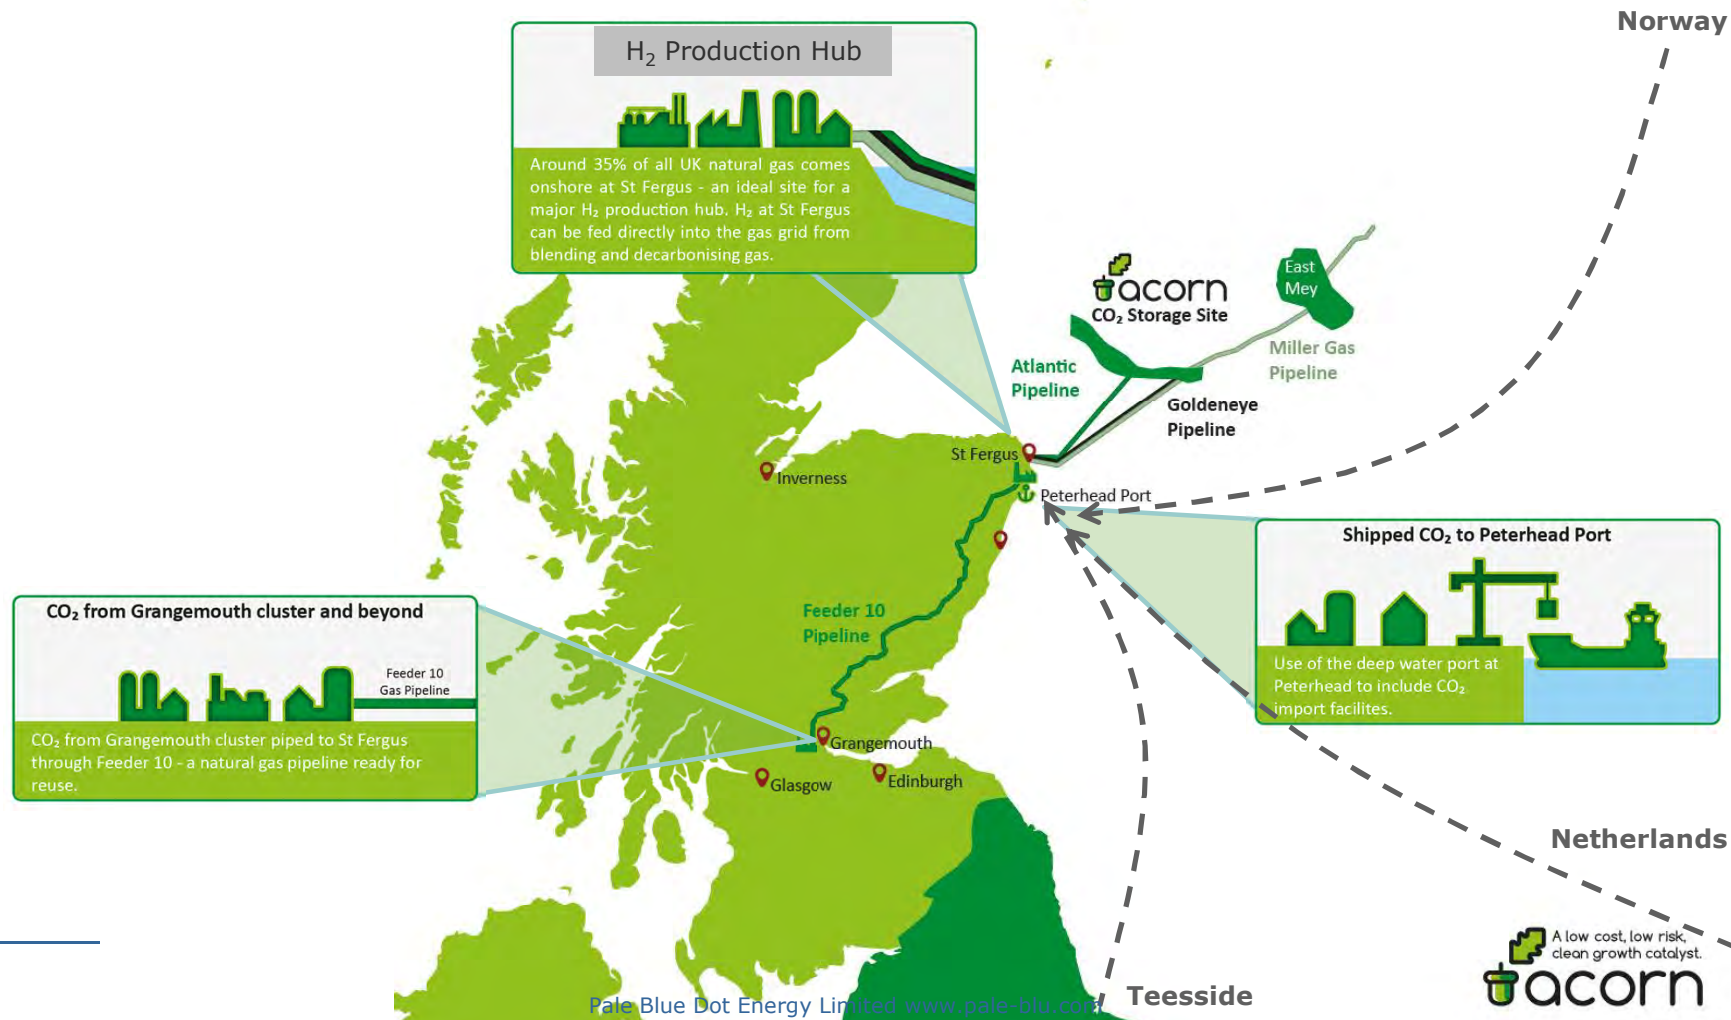 Norway
H₂ Production Hub
Around 35% of all UK natural gas comes
onshore at St Fergus - an ideal site for a
major H₂ production hub. H₂ at St Fergus
can be fed directly into the gas grid from
blending and decarbonising gas.
acorn
CO₂ Storage Site
East
Mey
Miller Gas
Pipeline
Atlantic
Pipeline
Goldeneye
Pipeline
St Fergus
Inverness
Peterhead Port
Shipped CO₂ to Peterhead Port
Use of the deep water port at
Peterhead to include CO₂
import facilites.
Feeder 10
Pipeline
CO₂ from Grangemouth cluster and beyond
Feeder 10
Gas Pipeline
CO₂ from Grangemouth cluster piped to St Fergus
through Feeder 10 - a natural gas pipeline ready for
reuse.
Grangemouth
Glasgow
Edinburgh
Netherlands
A low cost, low risk,
clean growth catalyst.
acorn
Teesside
Pale Blue Dot Energy Limited www.pale-blu.com